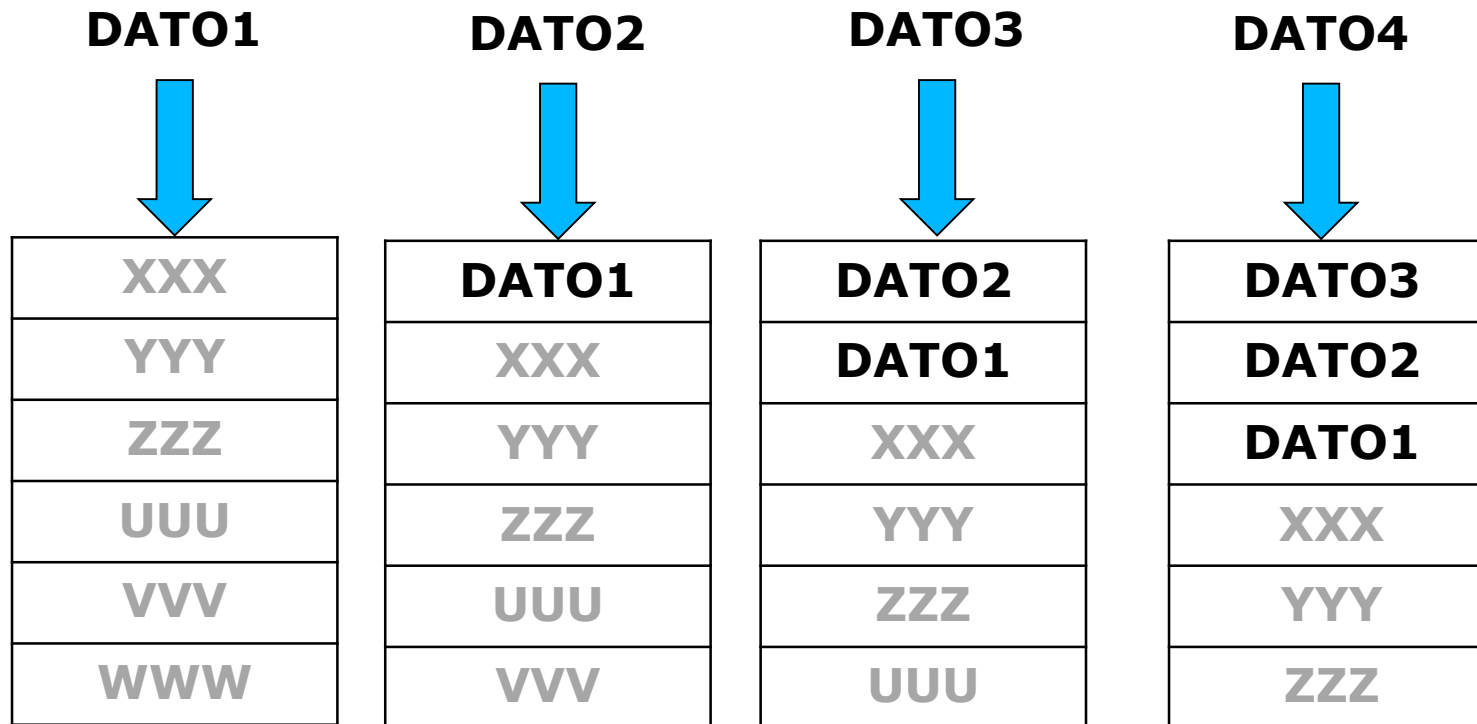 DATO1 DATO2 DATO3 DATO4
XXX DATO1 DATO2 DATO3
YYY XXX DATO1 DATO2
ZZZ YYY XXX DATO1
UUU ZZZ YYY XXX
VVV UUU ZZZ YYY
WWW VVV UUU ZZZ